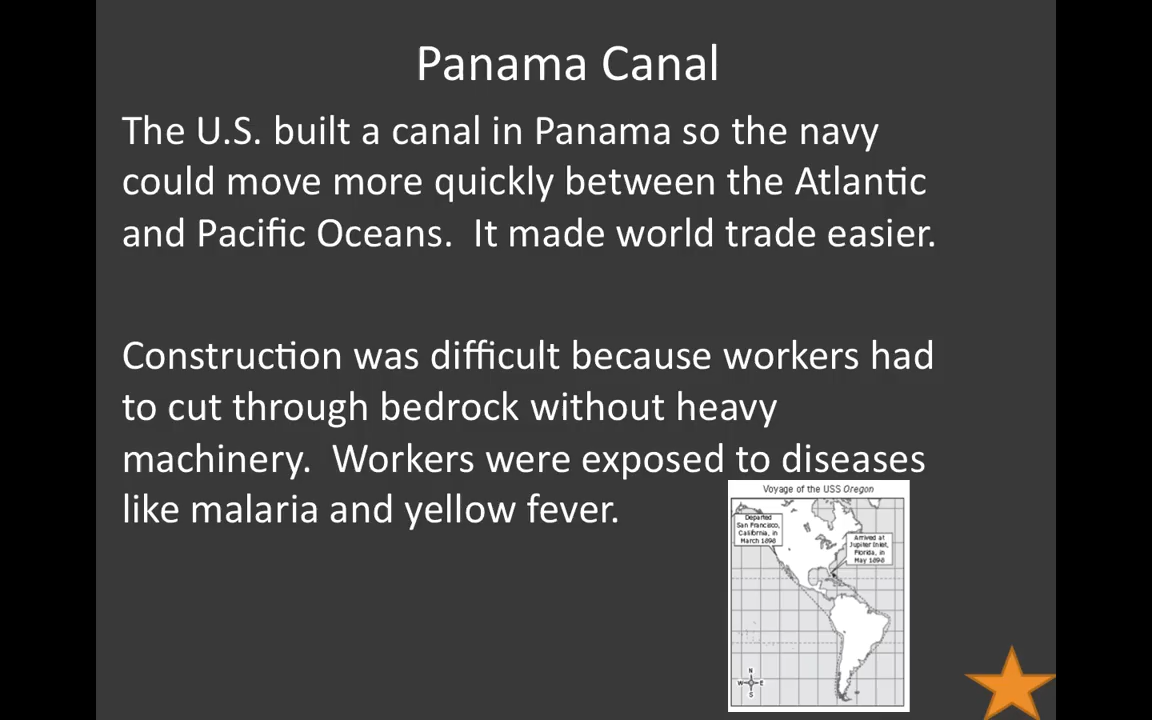 Panama Canal
The U.S. built a canal in Panama so the navy
could move more quickly between the Atlantic
and Pacific Oceans.  It made world trade easier.
Construction was difficult because workers had
to cut through bedrock without heavy
machinery.  Workers were exposed to diseases
like malaria and yellow fever.
Voyage of the USS Oregon
Departed
San Francisco,
California, in
March 1898
Arrived at
Jupiter Inlet,
Florida, in
May 1898
N
W E
S